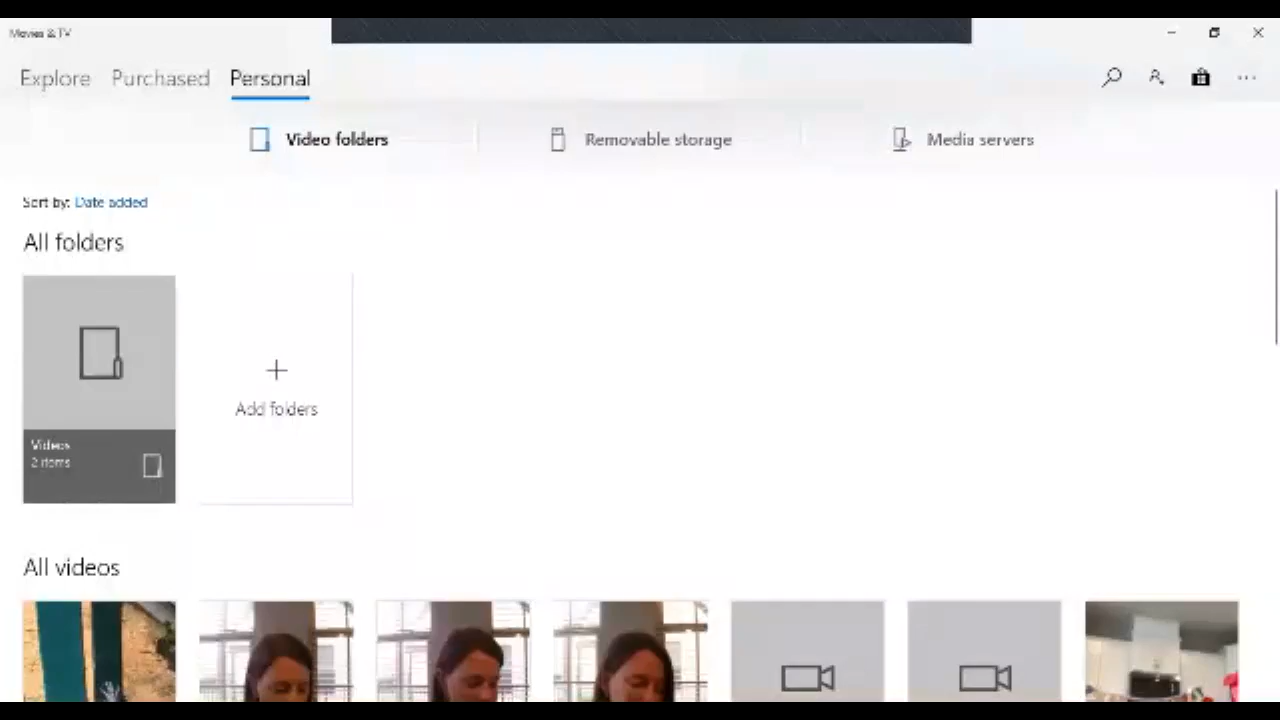 Movies & TV
Explore Purchased Personal
Video folders Removable storage Media servers
Sort by: Date added
All folders
Videos
2 items
Add folders
All videos